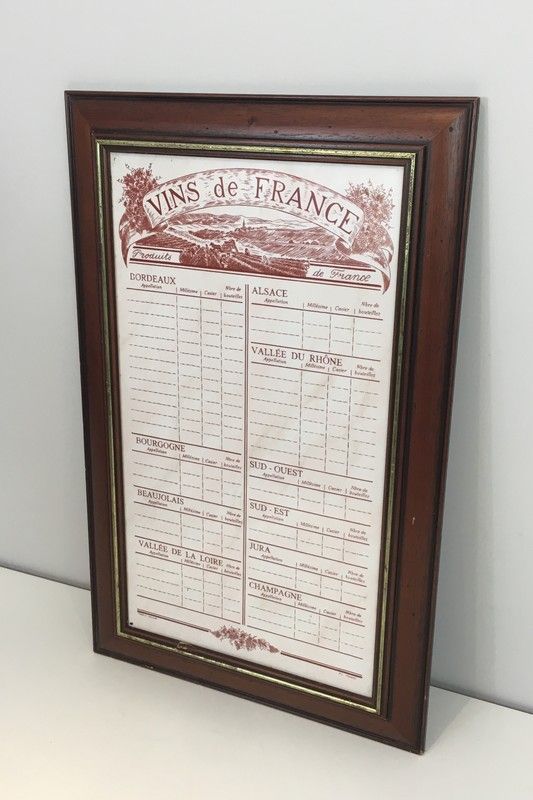 VINS de FRANCE
Produits de France
BORDEAUX
Appellation Millésime Casier Nbre de bouteilles
BOURGOGNE
Appellation Millésime Casier Nbre de bouteilles
BEAUJOLAIS
Appellation Millésime Casier Nbre de bouteilles
VALLÉE DE LA LOIRE
Appellation Millésime Casier Nbre de bouteilles
ALSACE
Appellation Millésime Casier Nbre de bouteilles
VALLÉE DU RHÔNE
Appellation Millésime Casier Nbre de bouteilles
SUD-OUEST
Appellation Millésime Casier Nbre de bouteilles
SUD-EST
Appellation Millésime Casier Nbre de bouteilles
JURA
Appellation Millésime Casier Nbre de bouteilles
CHAMPAGNE
Appellation Millésime Casier Nbre de bouteilles